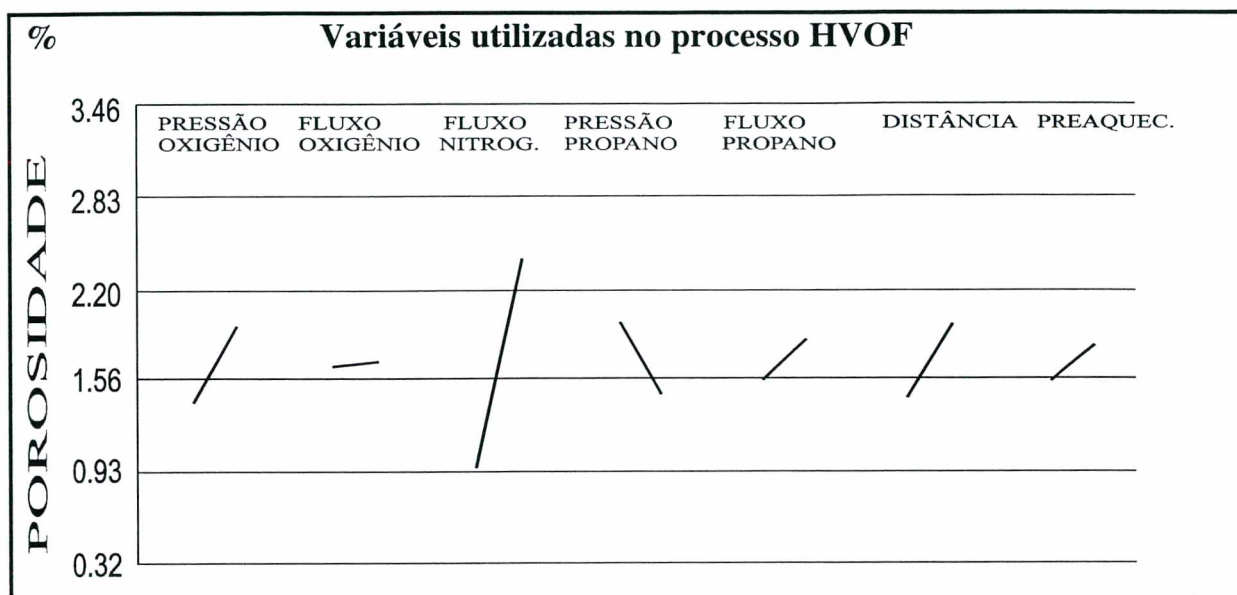 %
Variáveis utilizadas no processo HVOF
POROSIDADE
3.46
2.83
2.20
1.56
0.93
0.32
PRESSÃO
OXIGÊNIO
FLUXO
OXIGÊNIO
FLUXO
NITROG.
PRESSÃO
PROPANO
FLUXO
PROPANO
DISTÂNCIA
PREAQUEC.